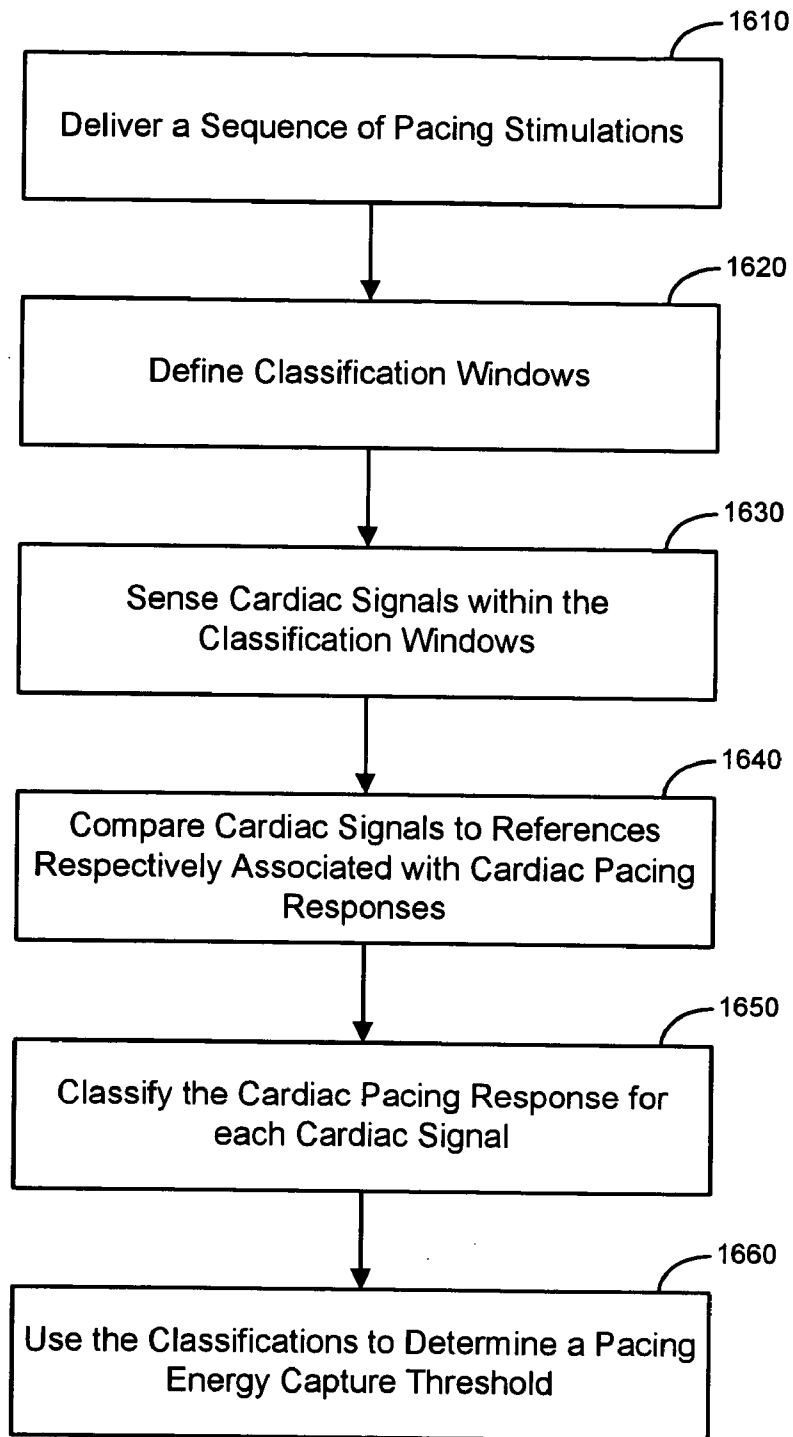 1610
Deliver a Sequence of Pacing Stimulations
1620
Define Classification Windows
1630
Sense Cardiac Signals within the
Classification Windows
1640
Compare Cardiac Signals to References
Respectively Associated with Cardiac Pacing
Responses
1650
Classify the Cardiac Pacing Response for
each Cardiac Signal
1660
Use the Classifications to Determine a Pacing
Energy Capture Threshold